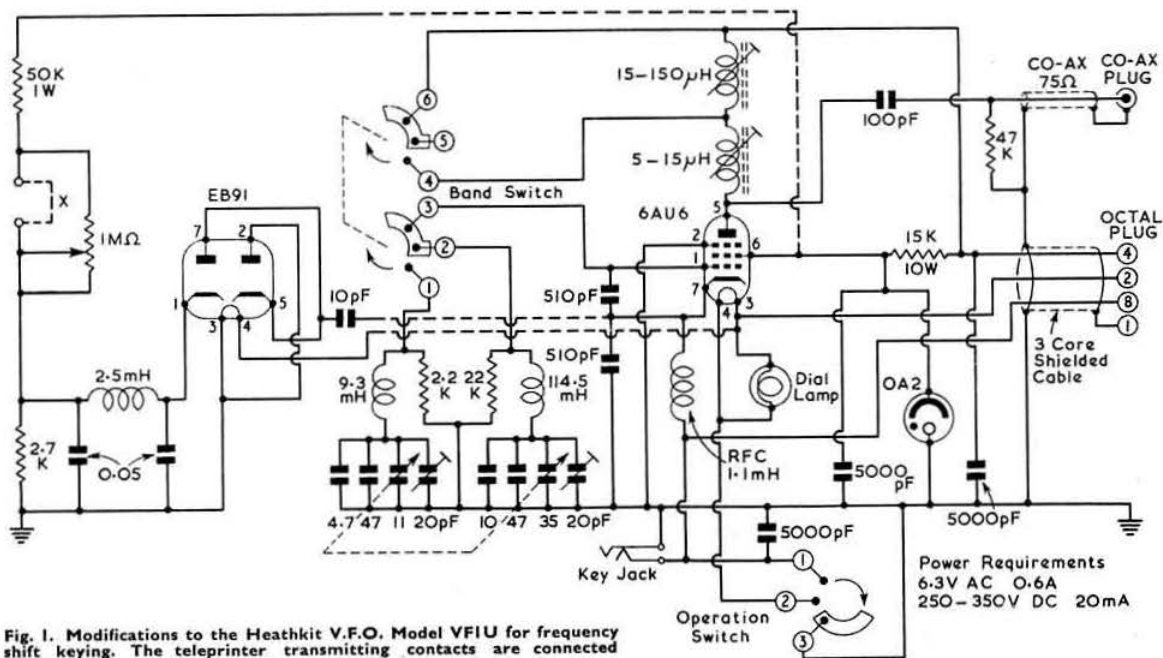 50K
1W
X
1MΩ
EB91
7
2
1
3
4
5
10pF
2·5mH
2·7
K
0·05
6
5
4
Band Switch
3
2
1
9·3
mH
2·2
K
22
K
114·5
mH
4·7 47 11 20pF
10 47 35 20pF
15–150μH
5–15μH
6AU6
5
2
1
7
6
4
3
510pF
510pF
100pF
47
K
CO-AX
75Ω
CO-AX
PLUG
15K
10W
OCTAL
PLUG
4
2
8
1
3 Core
Shielded
Cable
Dial
Lamp
OA2
RFC
1·1mH
5000
pF
5000pF
5000pF
Key Jack
1
2
3
Operation
Switch
Power Requirements
6.3V AC 0.6A
250–350V DC 20mA
Fig. 1. Modifications to the Heathkit V.F.O. Model VF1U for frequency
shift keying. The teleprinter transmitting contacts are connected